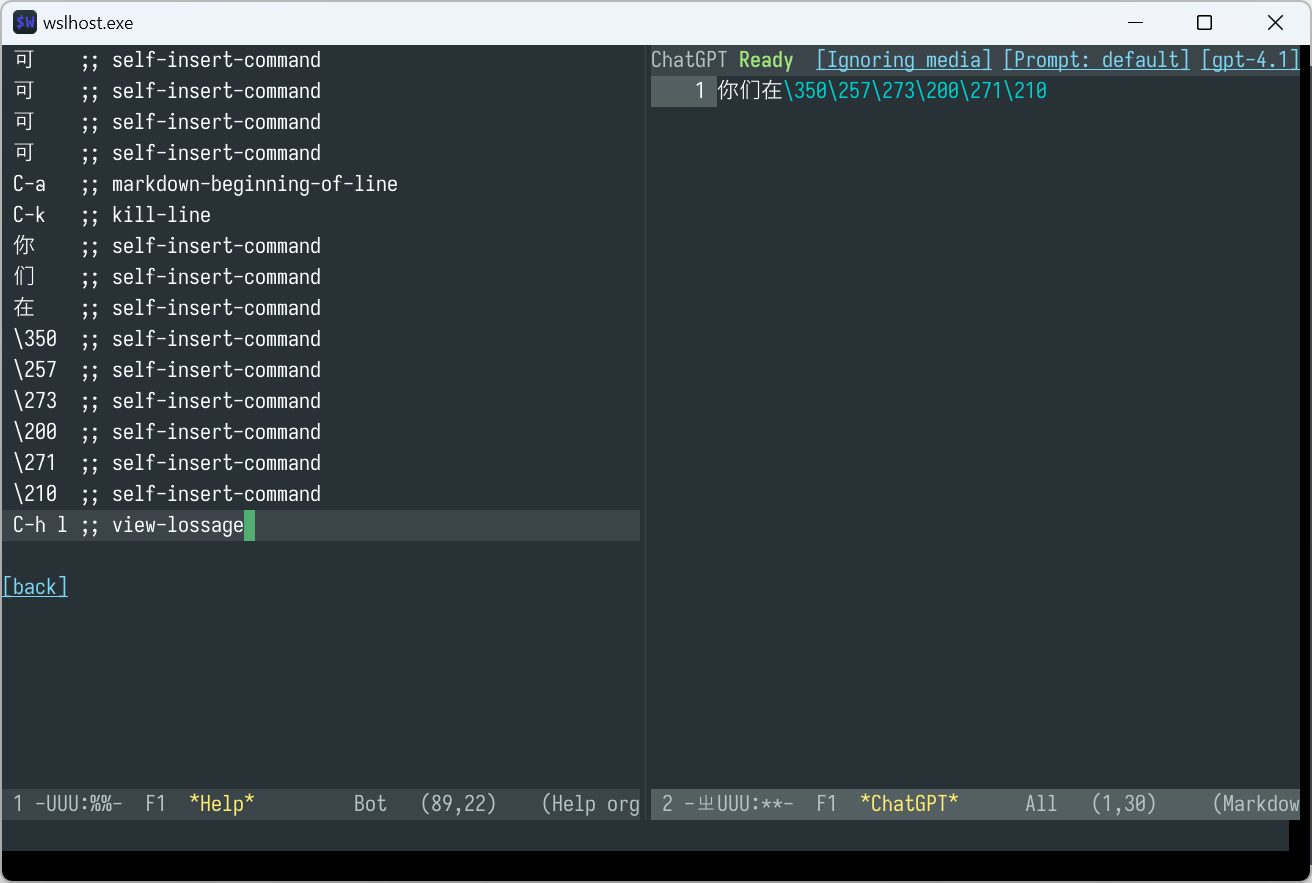 wslhost.exe
可 ;; self-insert-command
可 ;; self-insert-command
可 ;; self-insert-command
可 ;; self-insert-command
C-a ;; markdown-beginning-of-line
C-k ;; kill-line
你 ;; self-insert-command
们 ;; self-insert-command
在 ;; self-insert-command
\350 ;; self-insert-command
\257 ;; self-insert-command
\273 ;; self-insert-command
\200 ;; self-insert-command
\271 ;; self-insert-command
\210 ;; self-insert-command
C-h l ;; view-lossage
[back]
1 -UUU:%%- F1 *Help* Bot (89,22) (Help org
ChatGPT Ready [Ignoring media] [Prompt: default] [gpt-4.1]
1 你们在\350\257\273\200\271\210
2 -ㄓUUU:**- F1 *ChatGPT* All (1,30) (Markdow